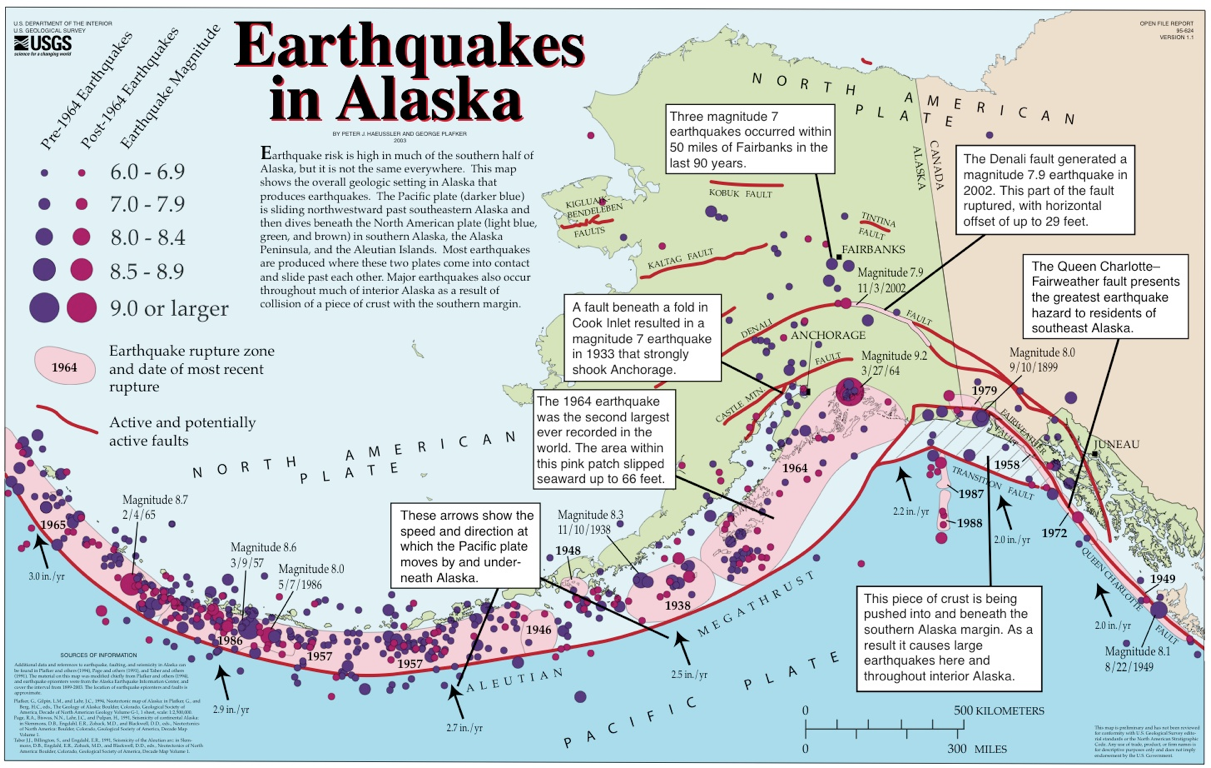 U.S. DEPARTMENT OF THE INTERIOR
U.S. GEOLOGICAL SURVEY
USGS
science for a changing world
OPEN FILE REPORT
95-624
VERSION 1.1
Earthquakes
in Alaska
BY PETER J. HAEUSSLER AND GEORGE PLAFKER
2003
Pre-1964 Earthquakes
Post-1964 Earthquakes
Earthquake Magnitude
6.0 - 6.9
7.0 - 7.9
8.0 - 8.4
8.5 - 8.9
9.0 or larger
1964
Earthquake rupture zone
and date of most recent
rupture
Active and potentially
active faults
Earthquake risk is high in much of the southern half of
Alaska, but it is not the same everywhere. This map
shows the overall geologic setting in Alaska that
produces earthquakes. The Pacific plate (darker blue)
is sliding northwestward past southeastern Alaska and
then dives beneath the North American plate (light blue,
green, and brown) in southern Alaska, the Alaska
Peninsula, and the Aleutian Islands. Most earthquakes
are produced where these two plates come into contact
and slide past each other. Major earthquakes also occur
throughout much of interior Alaska as a result of
collision of a piece of crust with the southern margin.
NORTH AMERICAN
PLATE
Three magnitude 7
earthquakes occurred within
50 miles of Fairbanks in the
last 90 years.
ALASKA
CANADA
The Denali fault generated a
magnitude 7.9 earthquake in
2002. This part of the fault
ruptured, with horizontal
offset of up to 29 feet.
KOBUK FAULT
BENDELEBEN
FAULTS
TINTINA
FAULT
KALTAG FAULT
FAIRBANKS
Magnitude 7.9
11/3/2002
The Queen Charlotte–
Fairweather fault presents
the greatest earthquake
hazard to residents of
southeast Alaska.
A fault beneath a fold in
Cook Inlet resulted in a
magnitude 7 earthquake
in 1933 that strongly
shook Anchorage.
DENALI
FAULT
ANCHORAGE
CASTLE MTN.
FAULT
Magnitude 9.2
3/27/64
Magnitude 8.0
9/10/1899
1979
The 1964 earthquake
was the second largest
ever recorded in the
world. The area within
this pink patch slipped
seaward up to 66 feet.
FAIRWEATHER
FAULT
JUNEAU
NORTH AMERICAN
PLATE
1964
1958
TRANSITION FAULT
1987
1988
1972
2.2 in./yr
2.0 in./yr
Magnitude 8.7
2/4/65
1965
3.0 in./yr
These arrows show the
speed and direction at
which the Pacific plate
moves by and under-
neath Alaska.
Magnitude 8.3
11/10/1938
1948
Magnitude 8.6
3/9/57
Magnitude 8.0
5/7/1986
QUEEN CHARLOTTE
FAULT
1949
2.0 in./yr
Magnitude 8.1
8/22/1949
1938
1946
1986
1957
1957
This piece of crust is being
pushed into and beneath the
southern Alaska margin. As a
result it causes large
earthquakes here and
throughout interior Alaska.
ALEUTIAN
MEGATHRUST
2.5 in./yr
2.9 in./yr
2.7 in./yr
PACIFIC PLATE
0
500 KILOMETERS
0
300 MILES
SOURCES OF INFORMATION